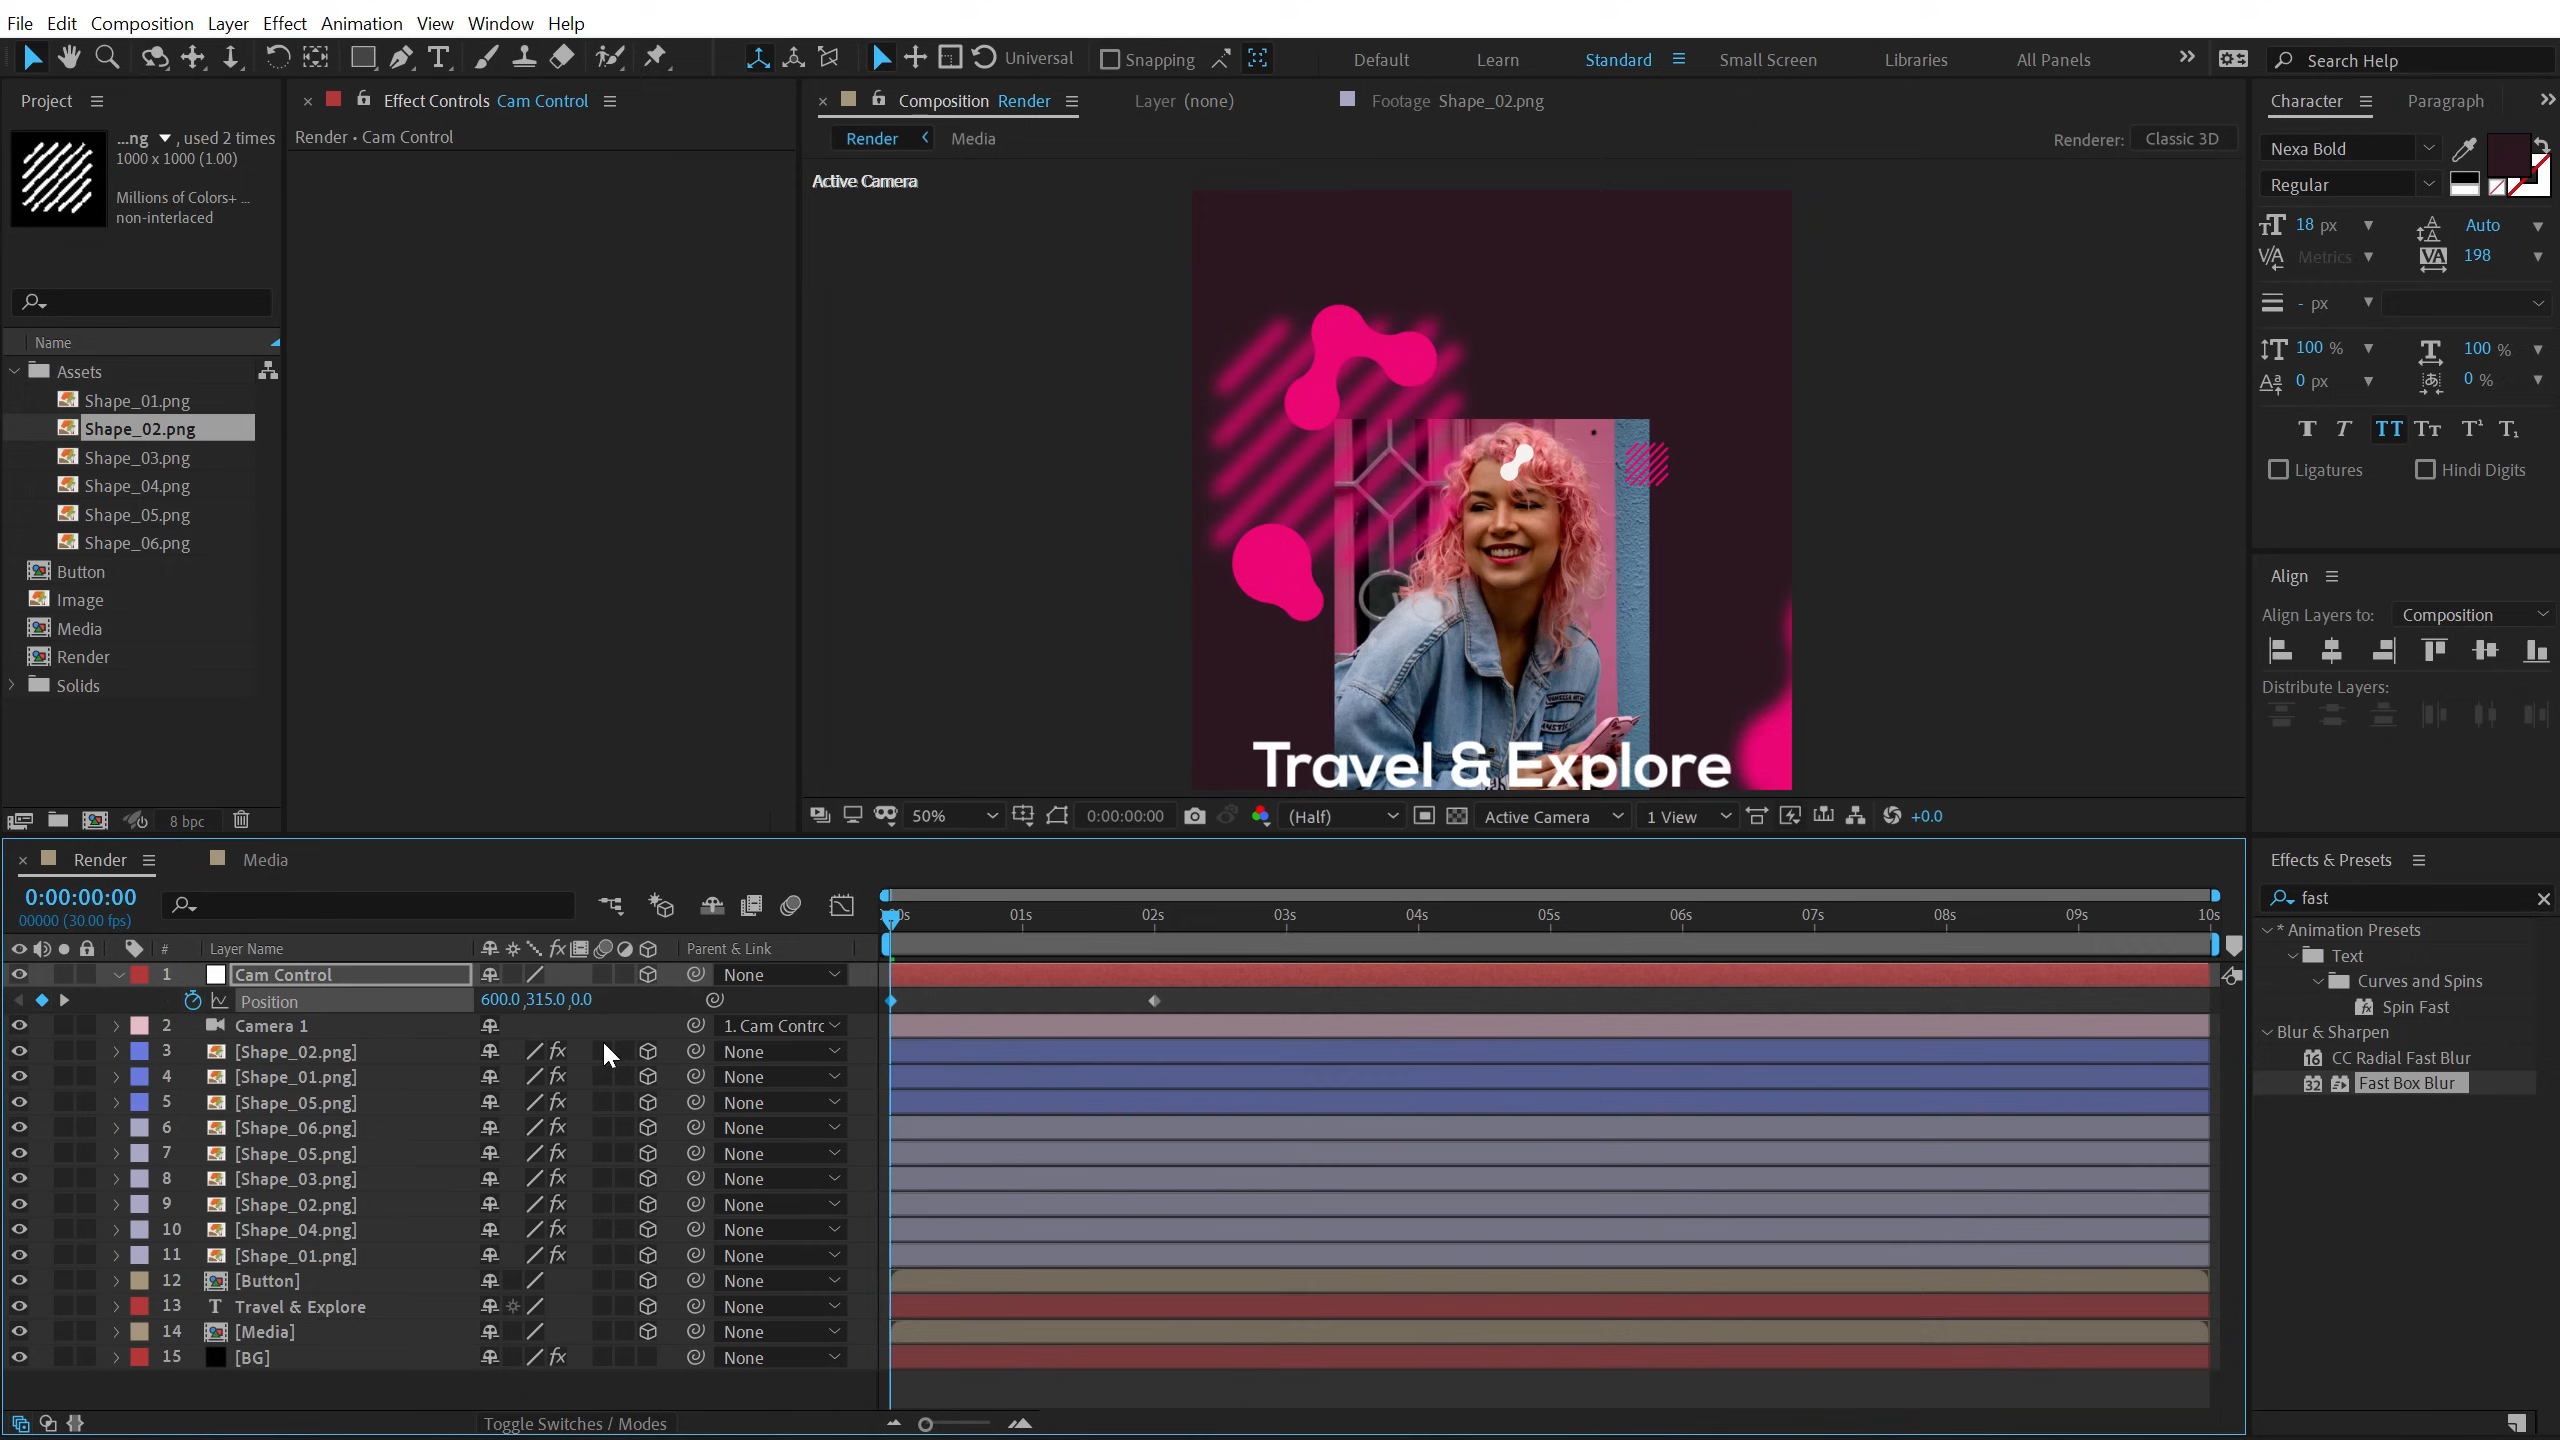 File Edit Composition Layer Effect Animation View Window Help
Universal Snapping Default Learn Standard Small Screen Libraries All Panels Search Help
Project
...ng , used 2 times
1000 x 1000 (1.00)
Millions of Colors+ ...
non-interlaced
Name
Assets
Shape_01.png
Shape_02.png
Shape_03.png
Shape_04.png
Shape_05.png
Shape_06.png
Button
Image
Media
Render
Solids
8 bpc
Effect Controls Cam Control
Render • Cam Control
Composition Render Layer (none) Footage Shape_02.png
Render Media Renderer: Classic 3D
Active Camera
Travel & Explore
50% 0:00:00:00 (Half) Active Camera 1 View +0.0
Character Paragraph
Nexa Bold
Regular
18 px Auto
Metrics 198
- px
100 % 100 %
0 px 0 %
Ligatures Hindi Digits
Align
Align Layers to: Composition
Distribute Layers:
Effects & Presets
fast
* Animation Presets
Text
Curves and Spins
Spin Fast
Blur & Sharpen
CC Radial Fast Blur
Fast Box Blur
Render Media
0:00:00:00
00000 (30.00 fps)
:00s 01s 02s 03s 04s 05s 06s 07s 08s 09s 10s
# Layer Name Parent & Link
1 Cam Control None
Position 600.0,315.0,0.0
2 Camera 1 1. Cam Contrc
3 [Shape_02.png] None
4 [Shape_01.png] None
5 [Shape_05.png] None
6 [Shape_06.png] None
7 [Shape_05.png] None
8 [Shape_03.png] None
9 [Shape_02.png] None
10 [Shape_04.png] None
11 [Shape_01.png] None
12 [Button] None
13 Travel & Explore None
14 [Media] None
15 [BG] None
Toggle Switches / Modes